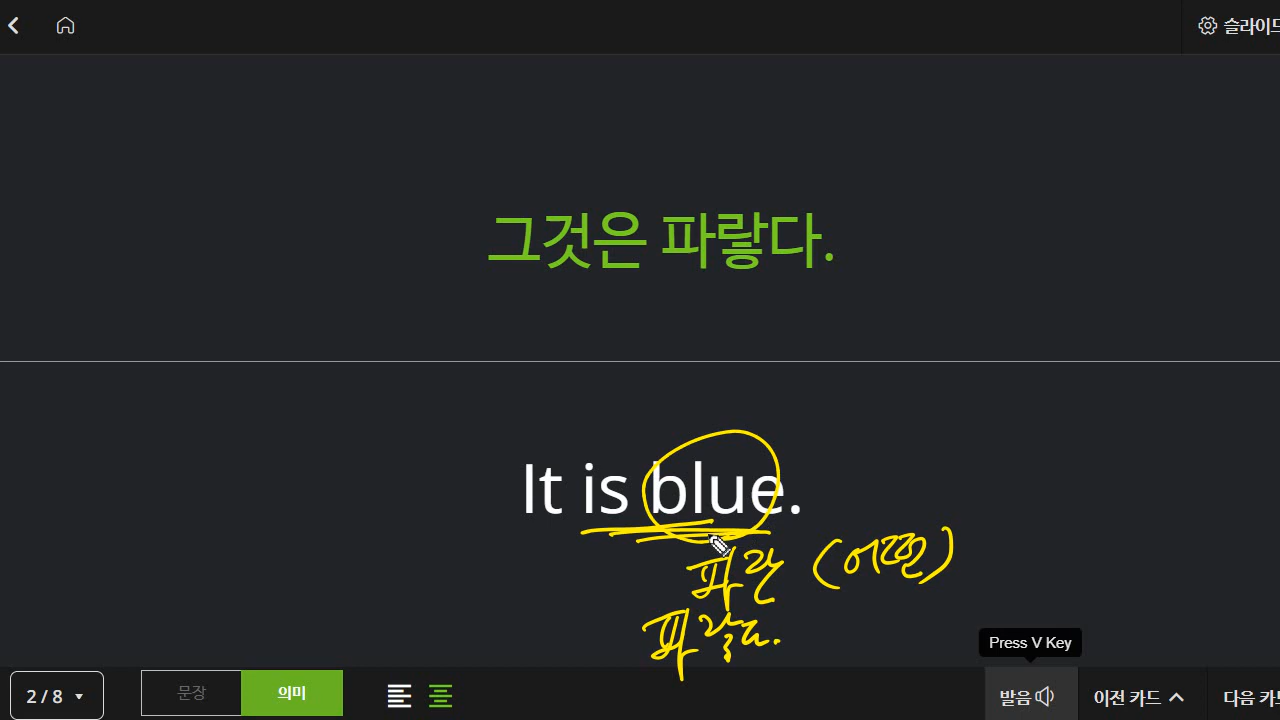 슬라이드
그것은 파랗다.
It is blue.
파란 (어떤)
파랗다.
Press V Key
2 / 8
문장
의미
발음
이전 카드
다음 카드